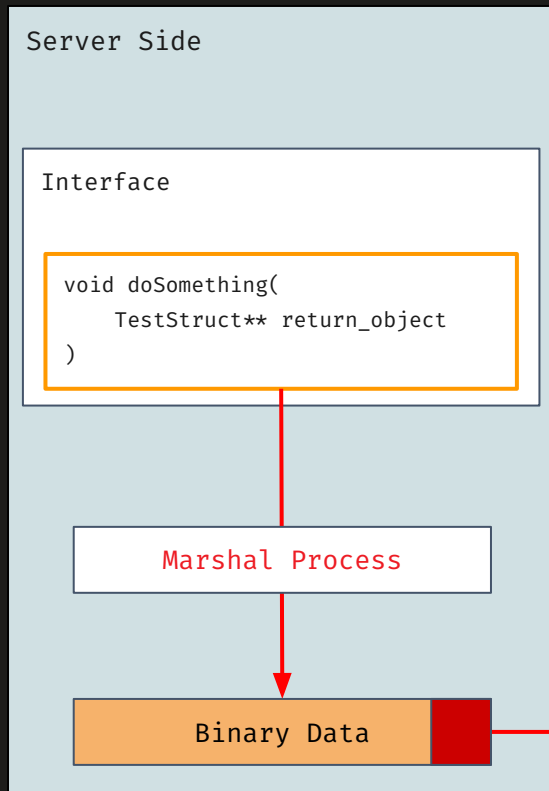 Server Side
Interface
void doSomething(
TestStruct** return_object
)
Marshal Process
Binary Data